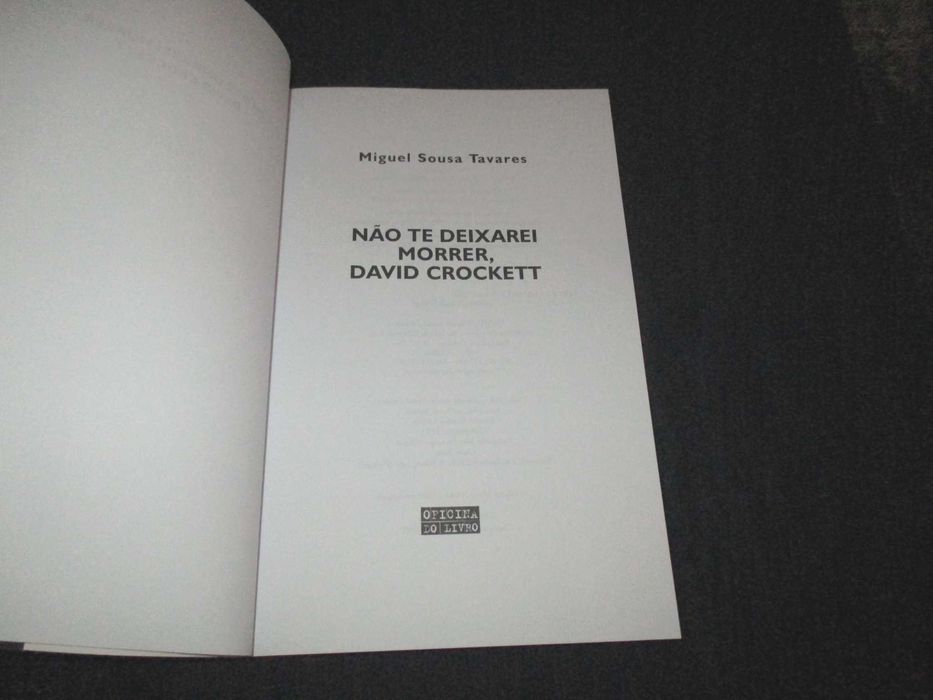 Miguel Sousa Tavares
NÃO TE DEIXAREI
MORRER,
DAVID CROCKETT
OFICINA
DO LIVRO